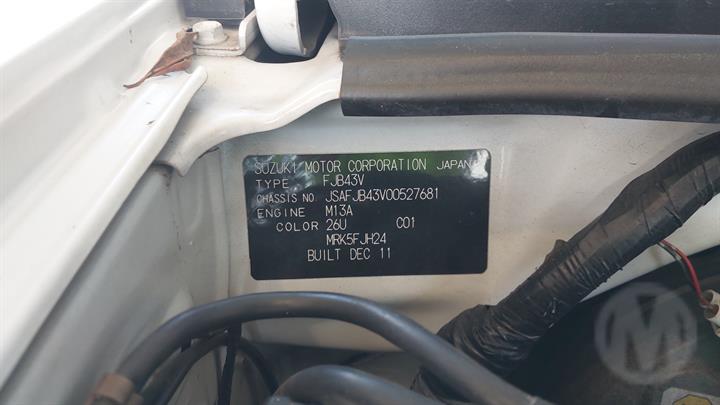 SUZUKI MOTOR CORPORATION JAPAN
TYPE FJB43V
CHASSIS NO. JSAFJB43V00527681
ENGINE M13A
COLOR 26U C01
MRK5FJH24
BUILT DEC 11
M